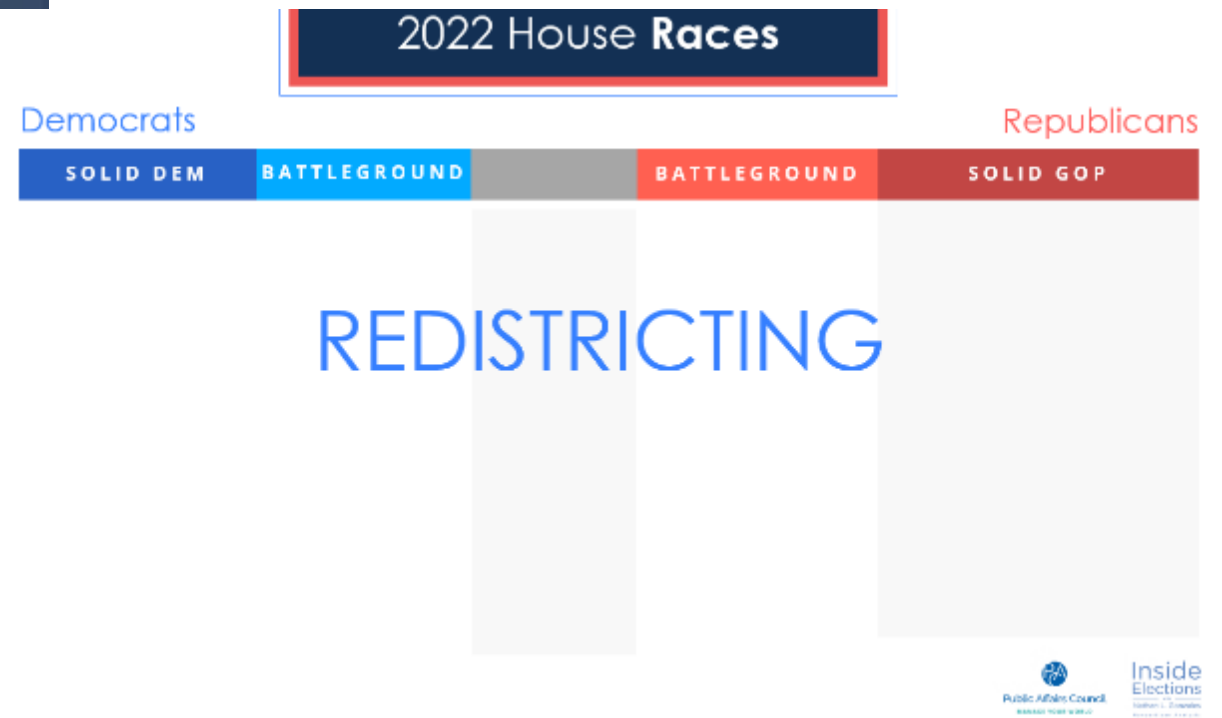 2022 House Races
Democrats
Republicans
SOLID DEM BATTLEGROUND BATTLEGROUND SOLID GOP
REDISTRICTING
Public Affairs Council
Inside
Elections